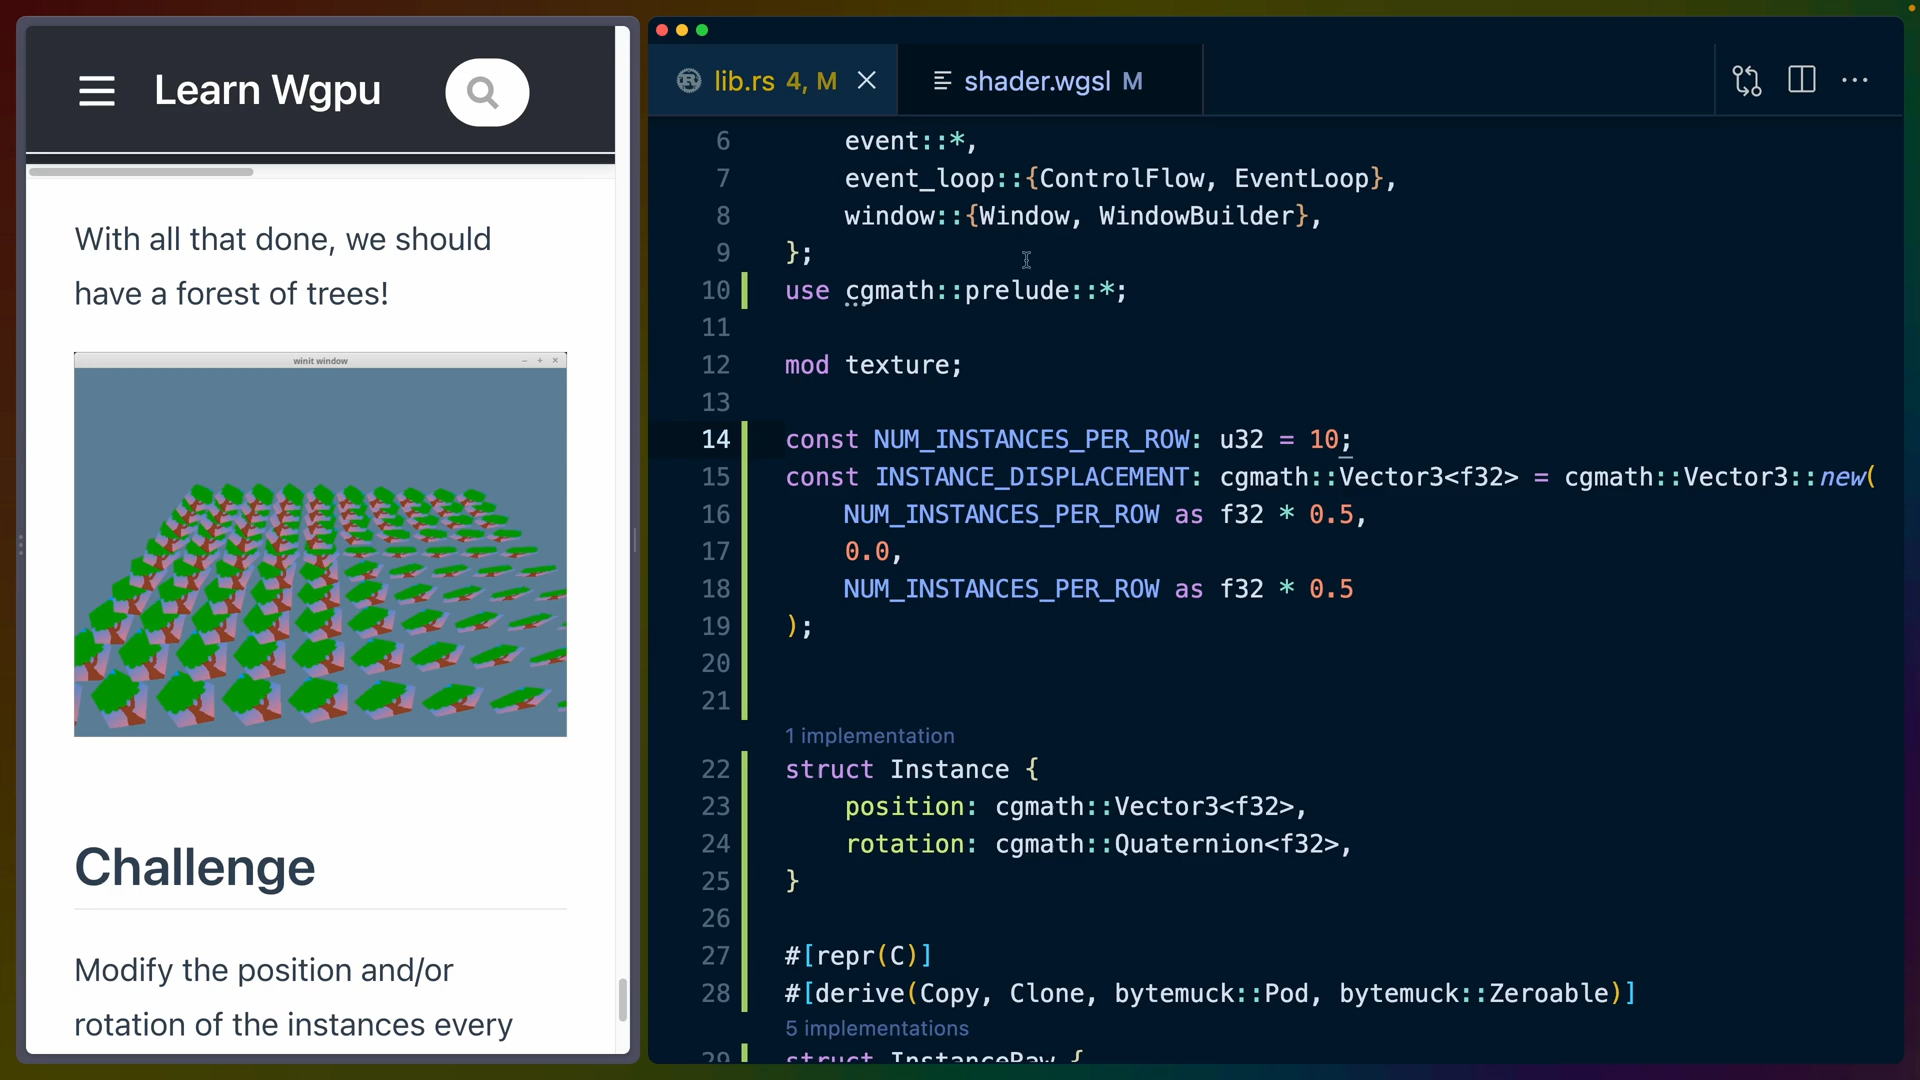 Learn Wgpu
With all that done, we should
have a forest of trees!
winit window
Challenge
Modify the position and/or
rotation of the instances every
lib.rs 4, M
shader.wgsl M
6 event::*,
7 event_loop::{ControlFlow, EventLoop},
8 window::{Window, WindowBuilder},
9 };
10 use cgmath::prelude::*;
11
12 mod texture;
13
14 const NUM_INSTANCES_PER_ROW: u32 = 10;
15 const INSTANCE_DISPLACEMENT: cgmath::Vector3<f32> = cgmath::Vector3::new(
16 NUM_INSTANCES_PER_ROW as f32 * 0.5,
17 0.0,
18 NUM_INSTANCES_PER_ROW as f32 * 0.5
19 );
20
21
1 implementation
22 struct Instance {
23 position: cgmath::Vector3<f32>,
24 rotation: cgmath::Quaternion<f32>,
25 }
26
27 #[repr(C)]
28 #[derive(Copy, Clone, bytemuck::Pod, bytemuck::Zeroable)]
5 implementations
29 struct InstanceRaw {